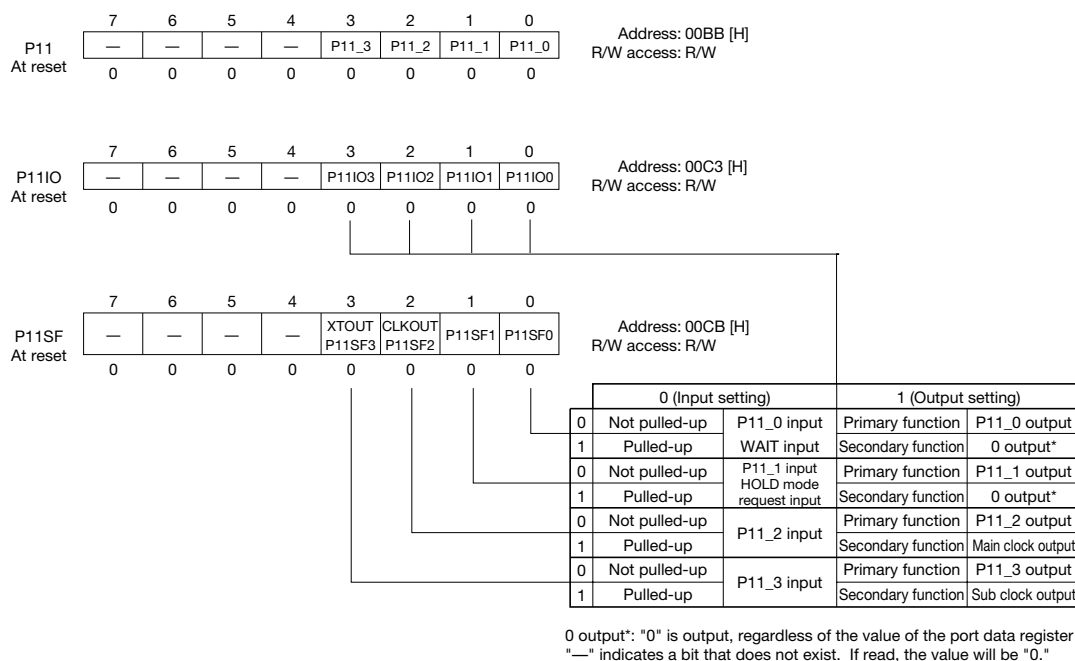 7 6 5 4 3 2 1 0
P11 — — — — P11_3 P11_2 P11_1 P11_0
At reset 0 0 0 0 0 0 0 0
Address: 00BB [H]
R/W access: R/W
7 6 5 4 3 2 1 0
P11IO — — — — P11IO3 P11IO2 P11IO1 P11IO0
At reset 0 0 0 0 0 0 0 0
Address: 00C3 [H]
R/W access: R/W
7 6 5 4 3 2 1 0
P11SF — — — — XTOUT P11SF3 CLKOUT P11SF2 P11SF1 P11SF0
At reset 0 0 0 0 0 0 0 0
Address: 00CB [H]
R/W access: R/W
0 (Input setting) 1 (Output setting)
0 Not pulled-up P11_0 input Primary function P11_0 output
1 Pulled-up WAIT input Secondary function 0 output*
0 Not pulled-up P11_1 input HOLD mode request input Primary function P11_1 output
1 Pulled-up Secondary function 0 output*
0 Not pulled-up P11_2 input Primary function P11_2 output
1 Pulled-up Secondary function Main clock output
0 Not pulled-up P11_3 input Primary function P11_3 output
1 Pulled-up Secondary function Sub clock output
0 output*: "0" is output, regardless of the value of the port data register
"—" indicates a bit that does not exist. If read, the value will be "0."